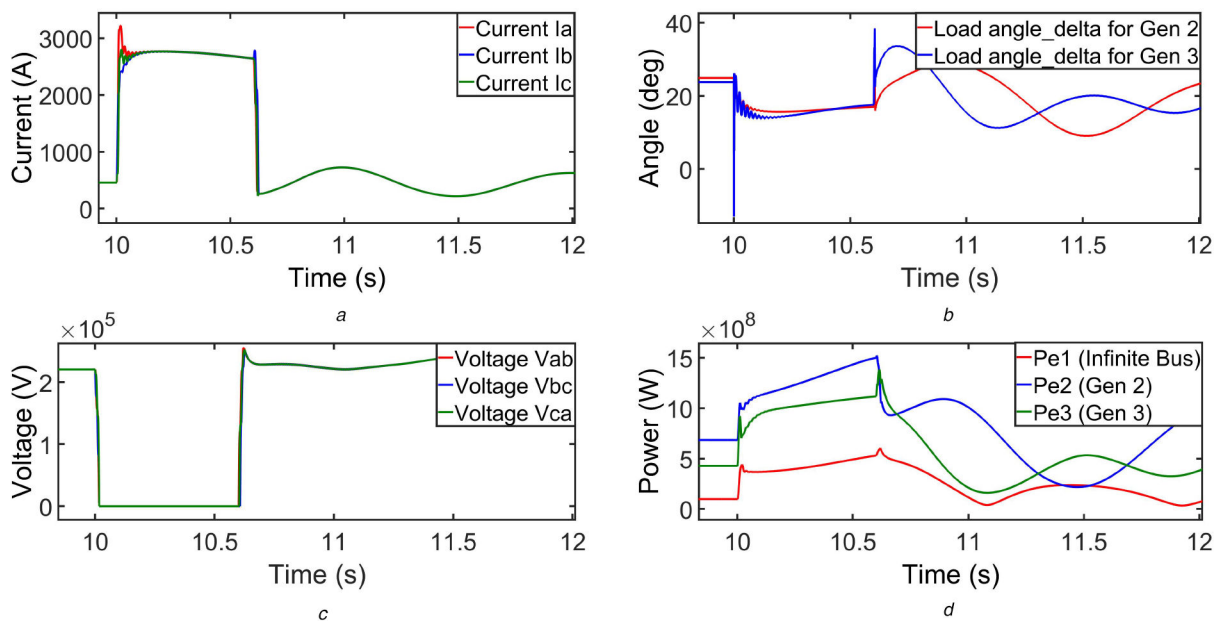 Current (A)
3000
2000
1000
0
Current Ia
Current Ib
Current Ic
10
10.5
11
11.5
12
Time (s)
a
Angle (deg)
40
20
0
Load angle_delta for Gen 2
Load angle_delta for Gen 3
10
10.5
11
11.5
12
Time (s)
b
×10⁵
Voltage (V)
2
1
0
Voltage Vab
Voltage Vbc
Voltage Vca
10
10.5
11
11.5
12
Time (s)
c
×10⁸
Power (W)
15
10
5
0
Pe1 (Infinite Bus)
Pe2 (Gen 2)
Pe3 (Gen 3)
10
10.5
11
11.5
12
Time (s)
d